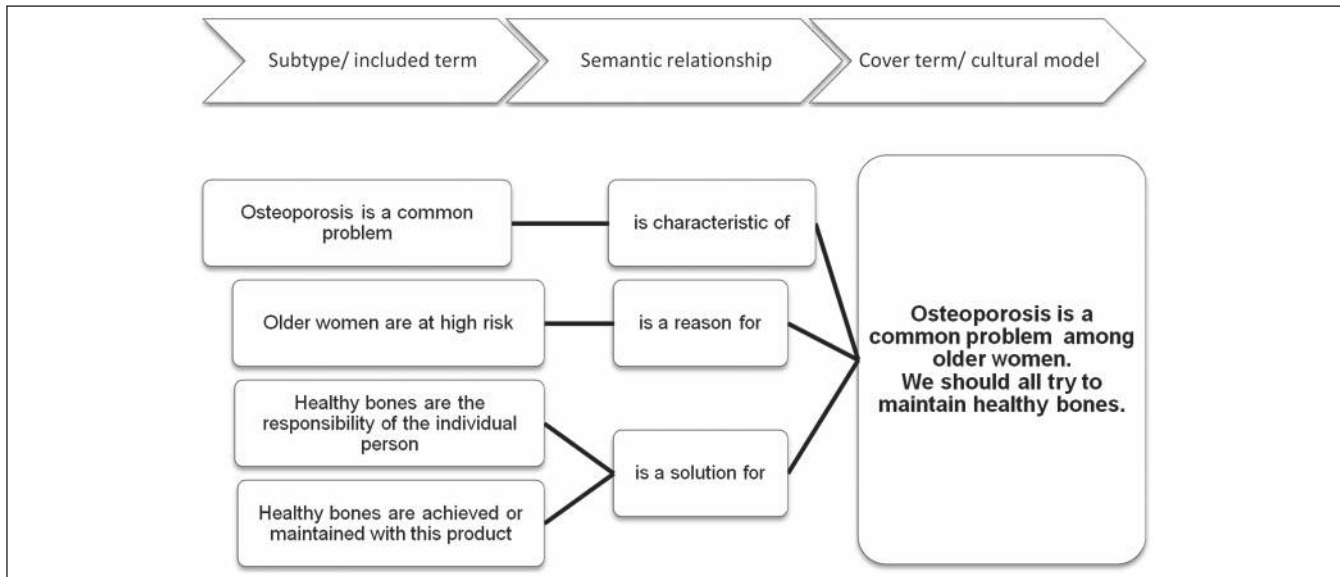 Subtype/ included term
Semantic relationship
Cover term/ cultural model
Osteoporosis is a common
problem
is characteristic of
Older women are at high risk
is a reason for
Healthy bones are the
responsibility of the individual
person
is a solution for
Healthy bones are achieved or
maintained with this product
Osteoporosis is a
common problem among
older women.
We should all try to
maintain healthy bones.